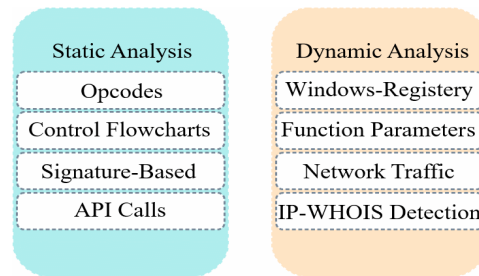 Static Analysis
Opcodes
Control Flowcharts
Signature-Based
API Calls
Dynamic Analysis
Windows-Registery
Function Parameters
Network Traffic
IP-WHOIS Detection